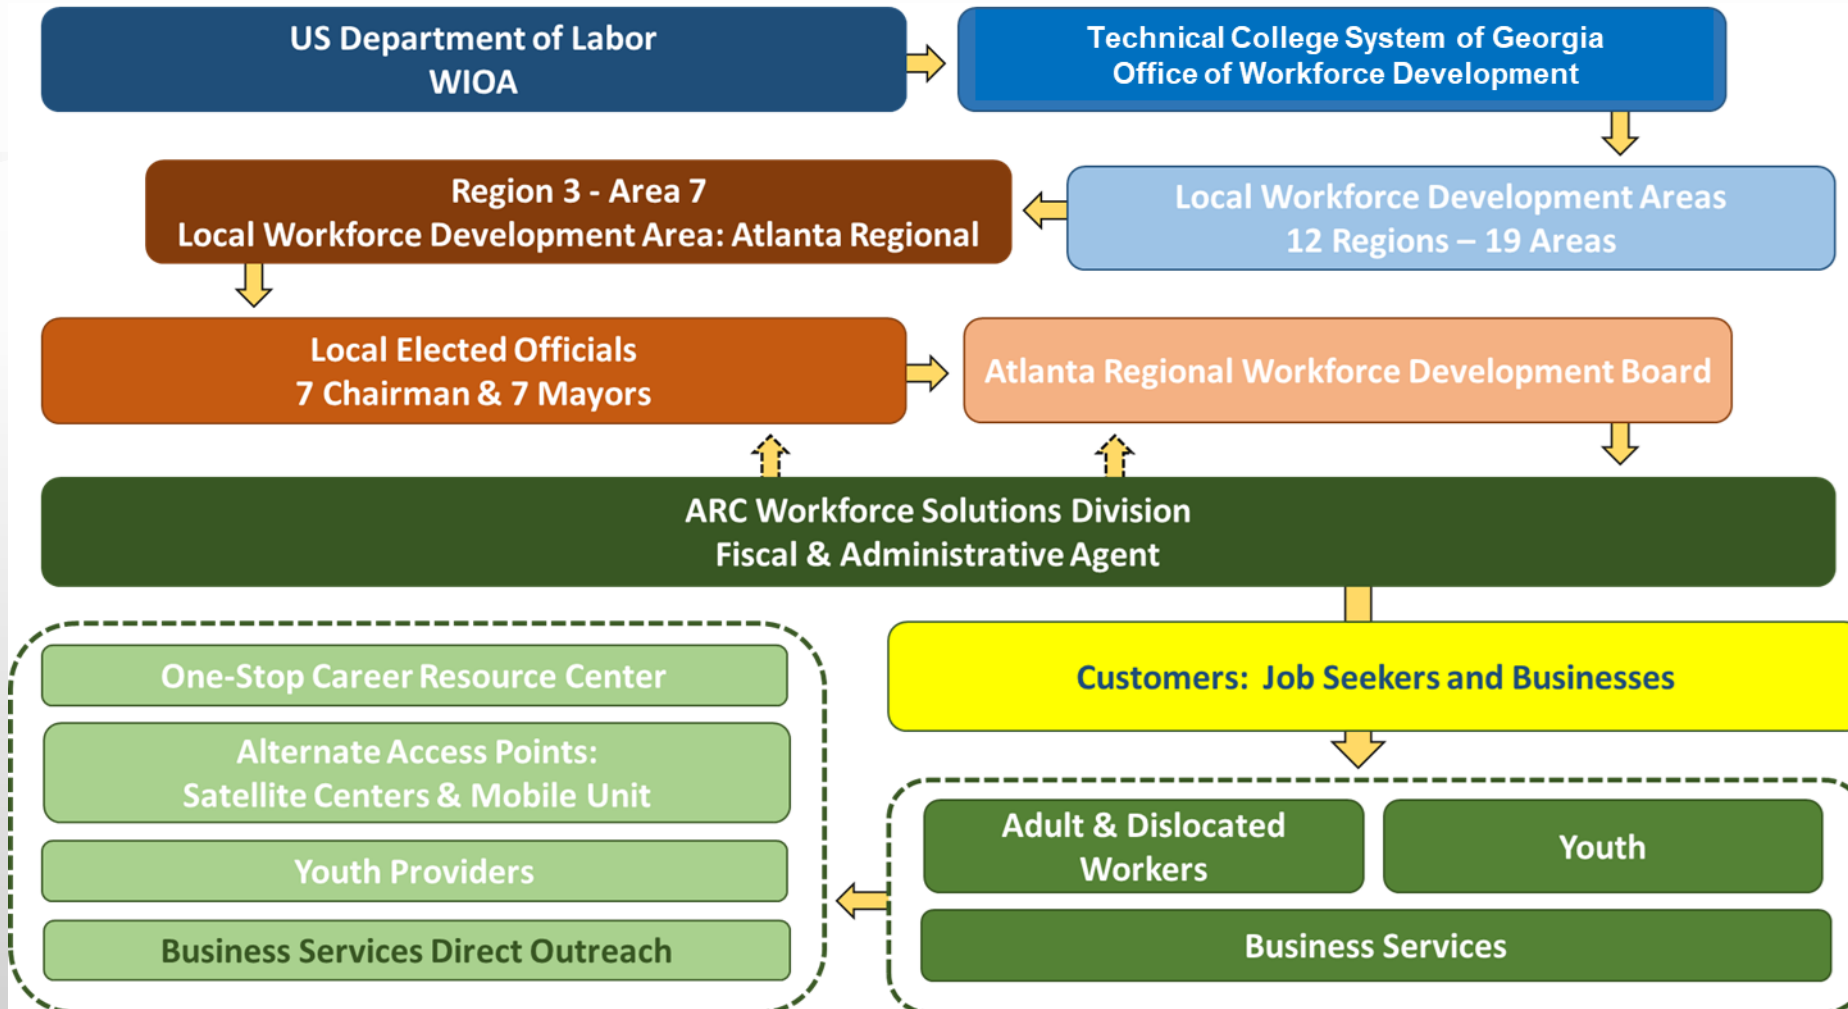 US Department of Labor
WIOA
Technical College System of Georgia
Office of Workforce Development
Region 3 - Area 7
Local Workforce Development Area: Atlanta Regional
Local Workforce Development Areas
12 Regions – 19 Areas
Local Elected Officials
7 Chairman & 7 Mayors
Atlanta Regional Workforce Development Board
ARC Workforce Solutions Division
Fiscal & Administrative Agent
One-Stop Career Resource Center
Alternate Access Points:
Satellite Centers & Mobile Unit
Youth Providers
Business Services Direct Outreach
Customers: Job Seekers and Businesses
Adult & Dislocated
Workers
Youth
Business Services